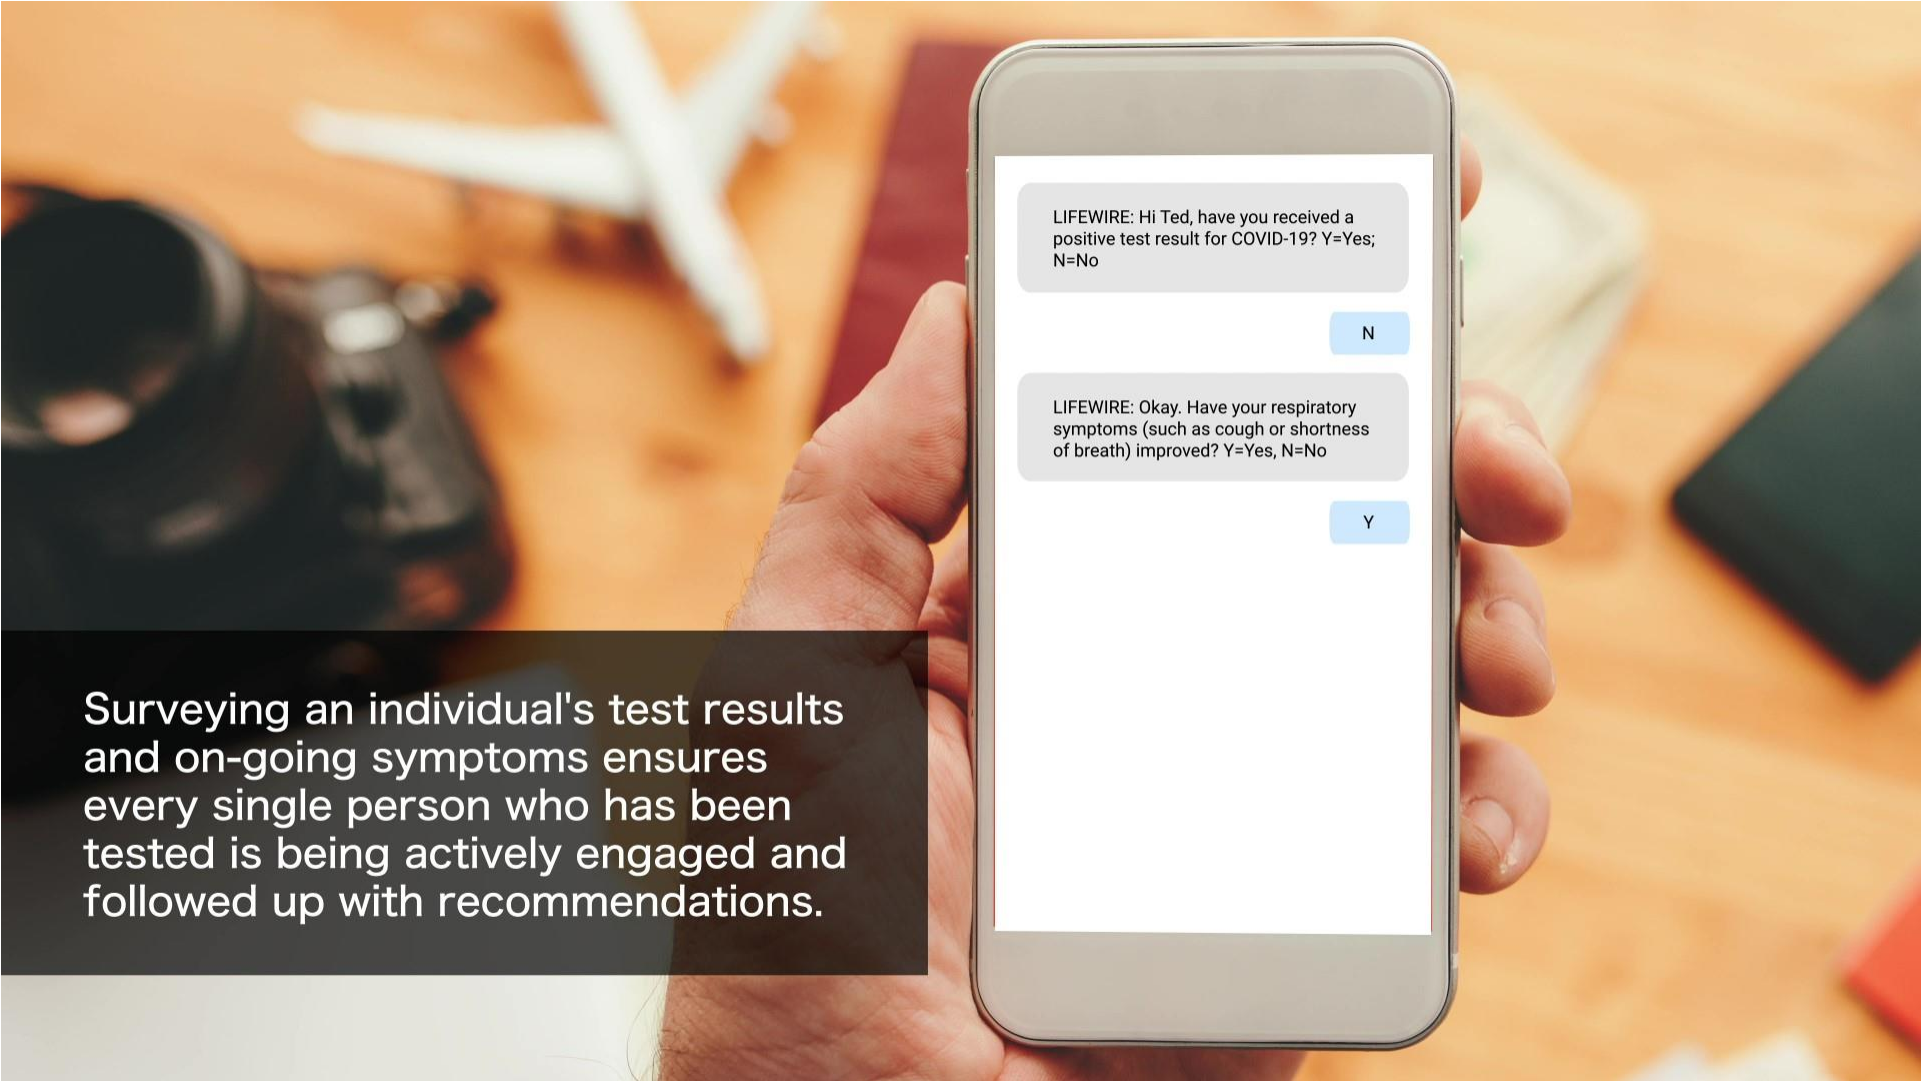 LIFEWIRE: Hi Ted, have you received a
positive test result for COVID-19? Y=Yes;
N=No
N
LIFEWIRE: Okay. Have your respiratory
symptoms (such as cough or shortness
of breath) improved? Y=Yes, N=No
Y
Surveying an individual's test results
and on-going symptoms ensures
every single person who has been
tested is being actively engaged and
followed up with recommendations.